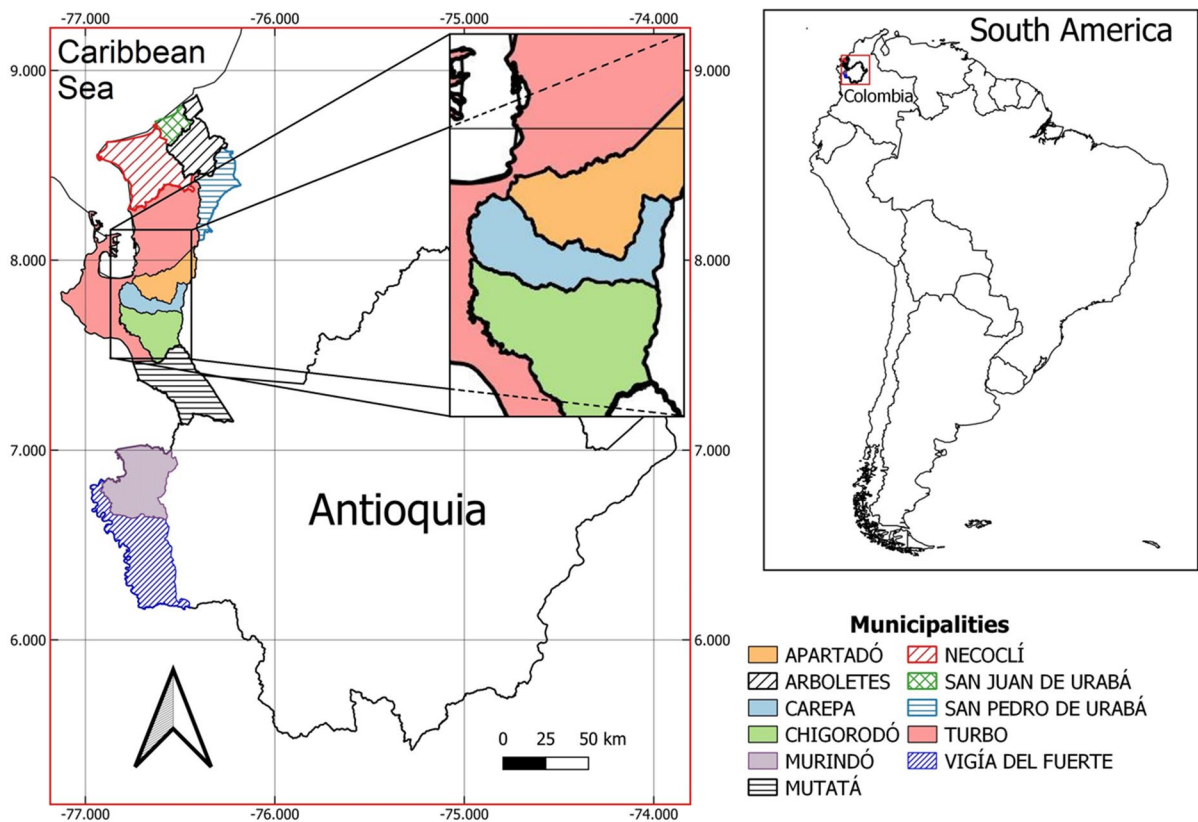 -77.000 -76.000 -75.000 -74.000
Caribbean
Sea
9.000 9.000
8.000 8.000
7.000 7.000
6.000 6.000
Antioquia
0 25 50 km
-77.000 -76.000 -75.000 -74.000
South America
Colombia
Municipalities
APARTADÓ
ARBOLETES
CAREPA
CHIGORODÓ
MURINDÓ
MUTATÁ
NECOCLÍ
SAN JUAN DE URABÁ
SAN PEDRO DE URABÁ
TURBO
VIGÍA DEL FUERTE